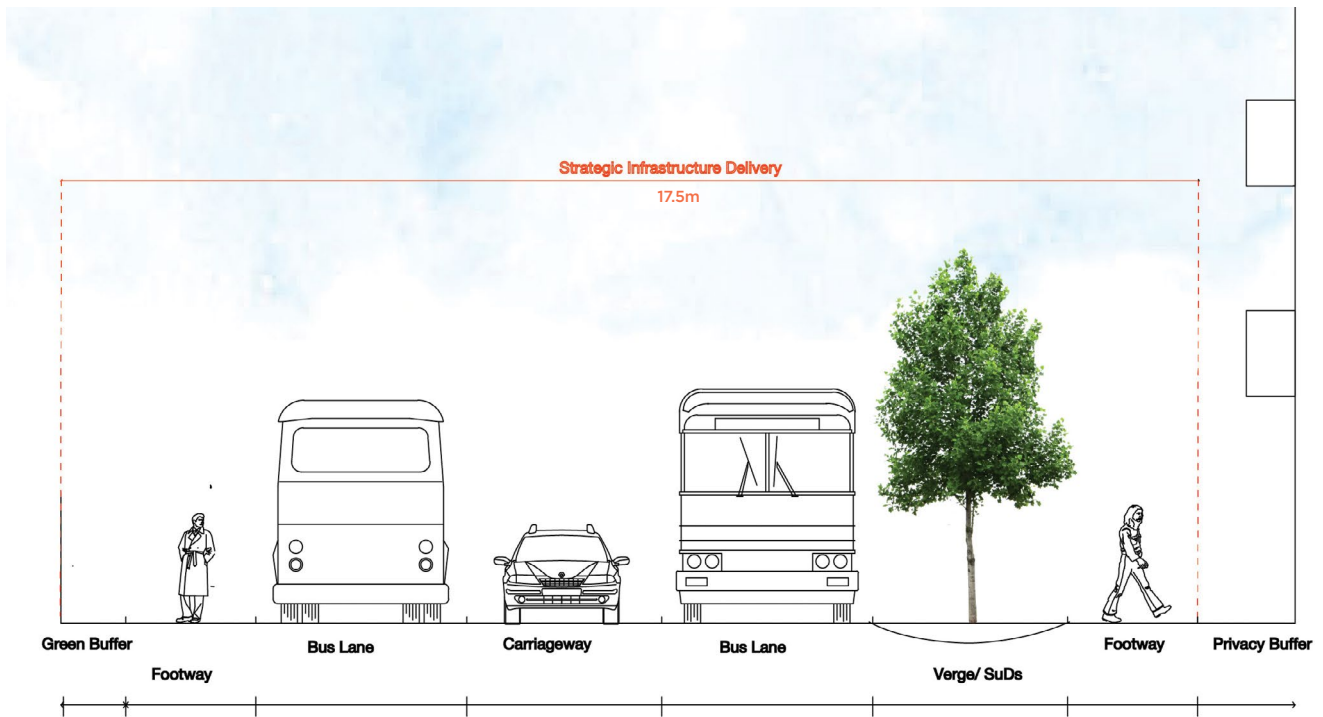 Strategic Infrastructure Delivery
17.5m
Green Buffer
Footway
Bus Lane
Carriageway
Bus Lane
Verge/ SuDs
Footway
Privacy Buffer